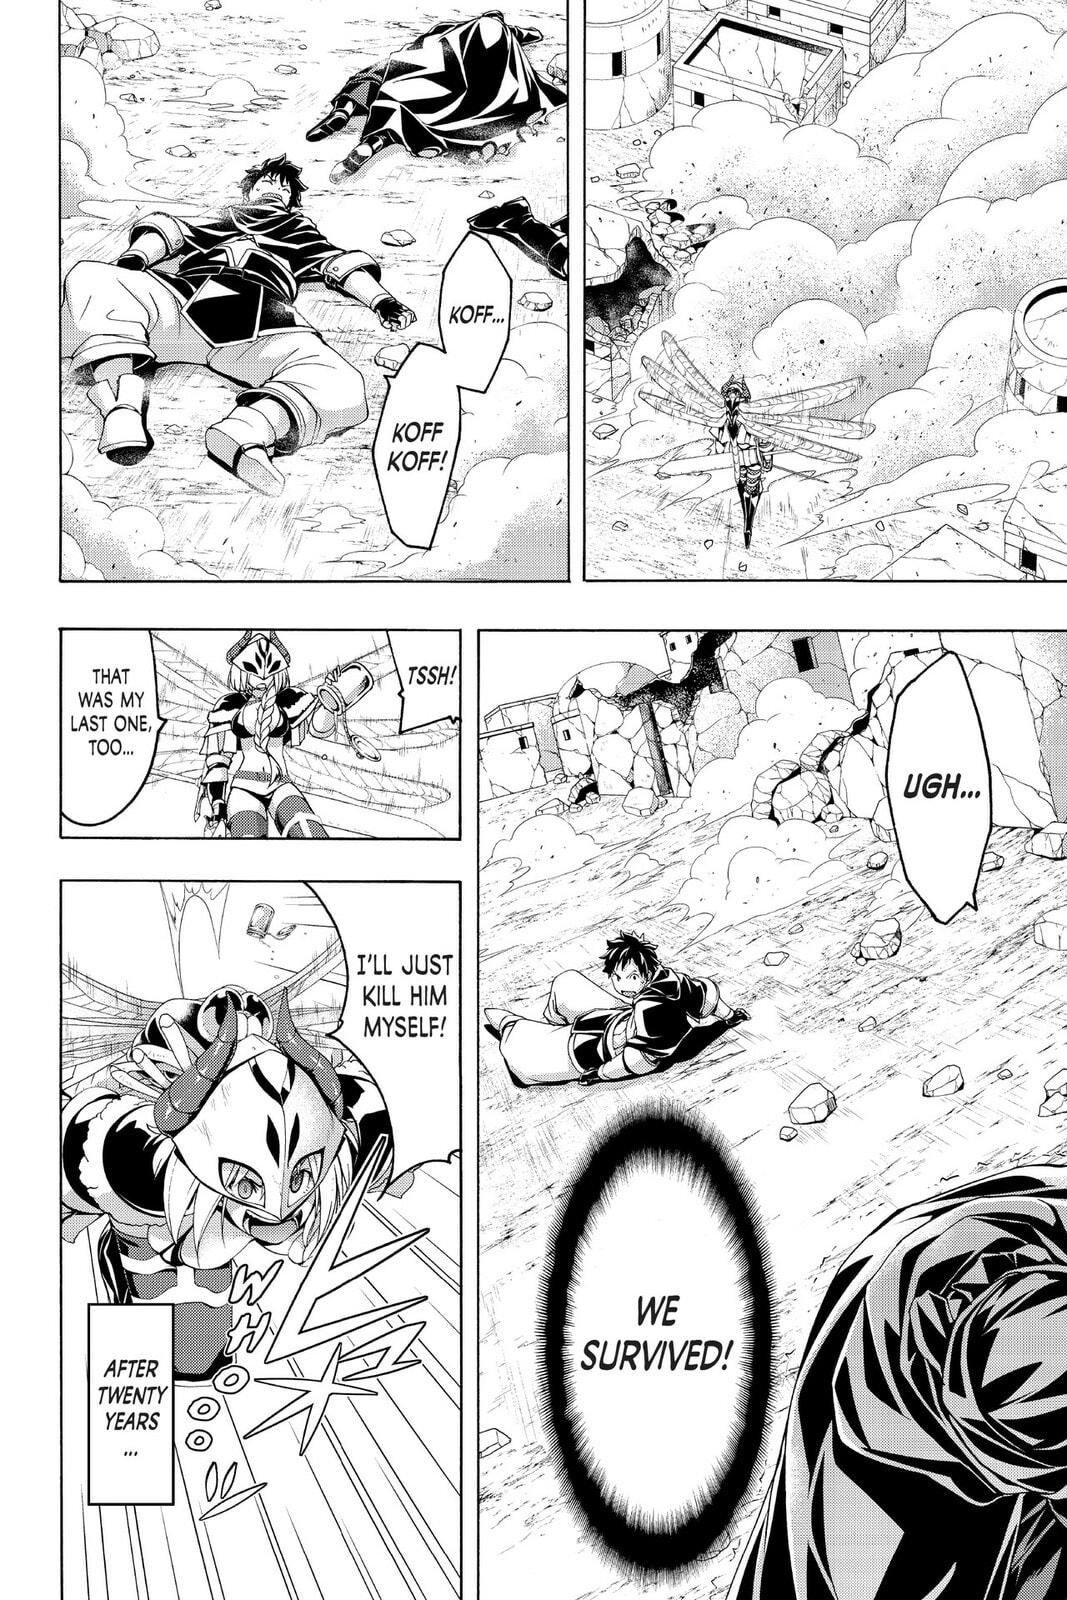 KOFF...
KOFF
KOFF!
UGH...
WE
SURVIVED!
TSSH!
THAT
WAS MY
LAST ONE,
TOO...
I'LL JUST
KILL HIM
MYSELF!
WHOOO
AFTER
TWENTY
YEARS
...